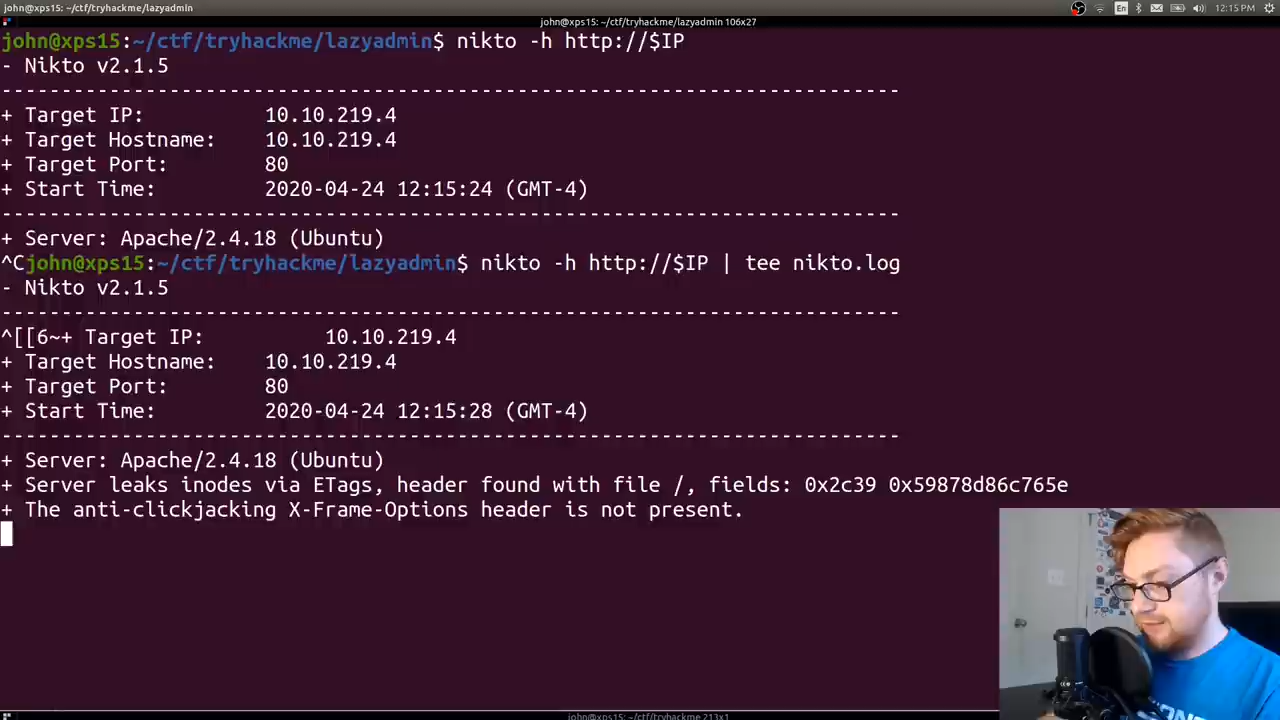 john@xps15: ~/ctf/tryhackme/lazyadmin
En
12:15 PM
john@xps15: ~/ctf/tryhackme/lazyadmin 106x27
john@xps15:~/ctf/tryhackme/lazyadmin$ nikto -h http://$IP
- Nikto v2.1.5
---------------------------------------------------------------------------
+ Target IP:          10.10.219.4
+ Target Hostname:    10.10.219.4
+ Target Port:        80
+ Start Time:         2020-04-24 12:15:24 (GMT-4)
---------------------------------------------------------------------------
+ Server: Apache/2.4.18 (Ubuntu)
^Cjohn@xps15:~/ctf/tryhackme/lazyadmin$ nikto -h http://$IP | tee nikto.log
- Nikto v2.1.5
---------------------------------------------------------------------------
^[[6~+ Target IP:          10.10.219.4
+ Target Hostname:    10.10.219.4
+ Target Port:        80
+ Start Time:         2020-04-24 12:15:28 (GMT-4)
---------------------------------------------------------------------------
+ Server: Apache/2.4.18 (Ubuntu)
+ Server leaks inodes via ETags, header found with file /, fields: 0x2c39 0x59878d86c765e
+ The anti-clickjacking X-Frame-Options header is not present.
john@xps15: ~/ctf/tryhackme 213x1